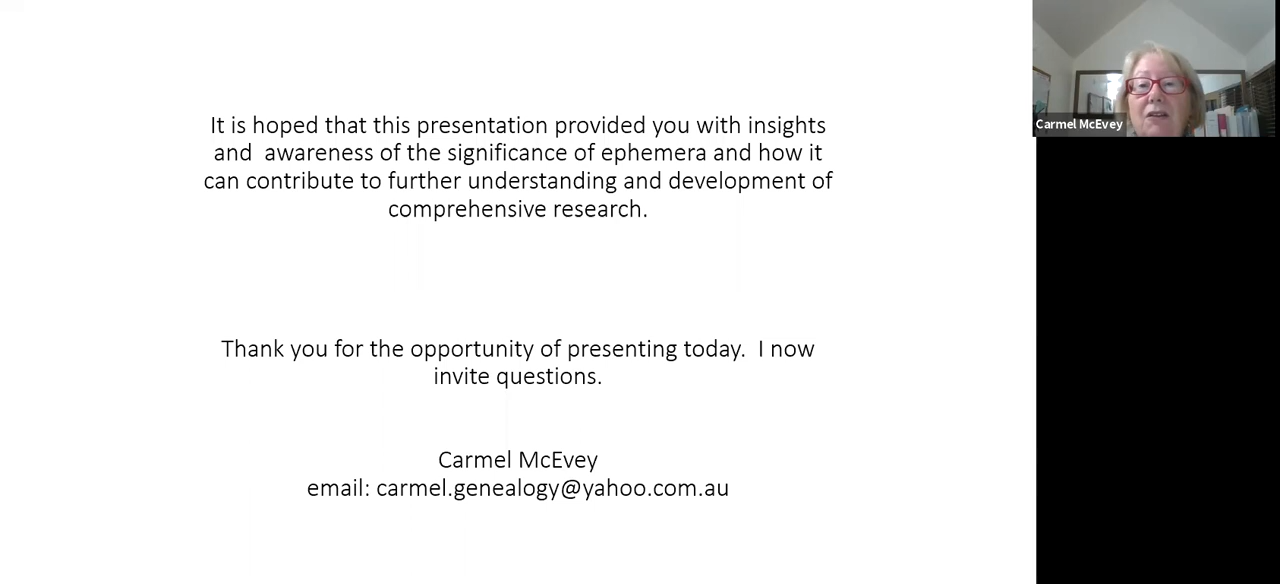 It is hoped that this presentation provided you with insights
and  awareness of the significance of ephemera and how it
can contribute to further understanding and development of
comprehensive research.
Thank you for the opportunity of presenting today.  I now
invite questions.
Carmel McEvey
email: carmel.genealogy@yahoo.com.au
Carmel McEvey